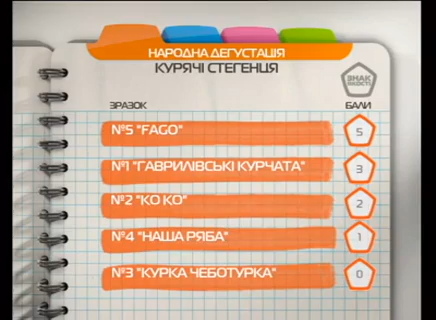 НАРОДНА ДЕГУСТАЦІЯ
КУРЯЧІ СТЕГЕНЦЯ
ЗНАК
ЯКОСТІ
ЗРАЗОК БАЛИ
№5 "FAGO" 5
№1 "ГАВРИЛІВСЬКІ КУРЧАТА" 3
№2 "КО КО" 2
№4 "НАША РЯБА" 1
№3 "КУРКА ЧЕБОТУРКА" 0